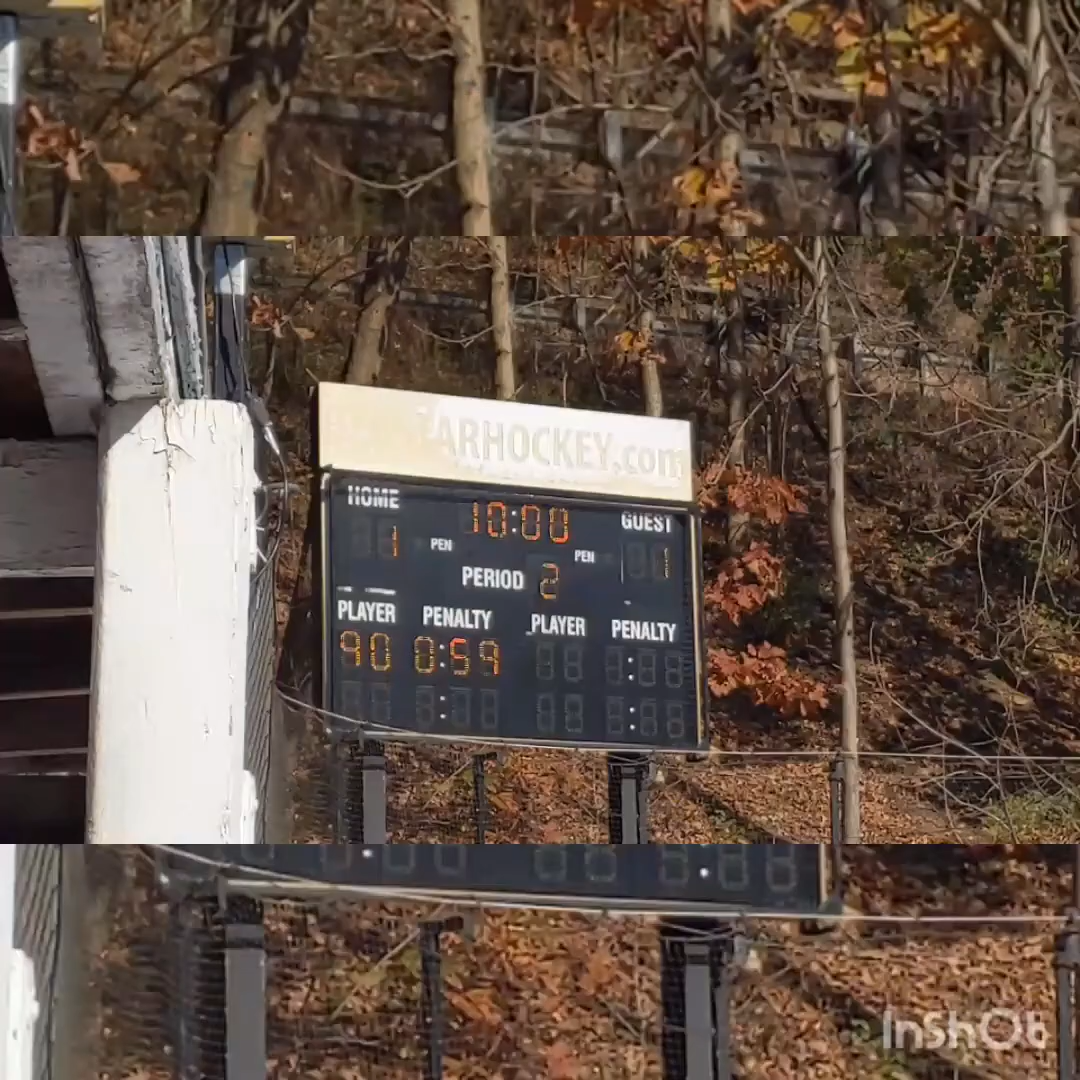 ARHOCKEY.com
HOME 10:00 GUEST
1 PEN PEN 1
PERIOD 2
PLAYER PENALTY PLAYER PENALTY
90 0:59
InShOt